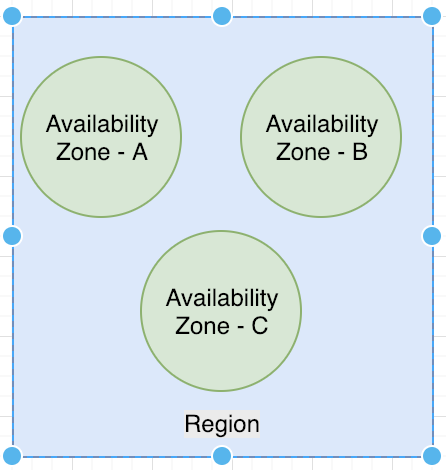 Availability
Zone - A
Availability
Zone - B
Availability
Zone - C
Region